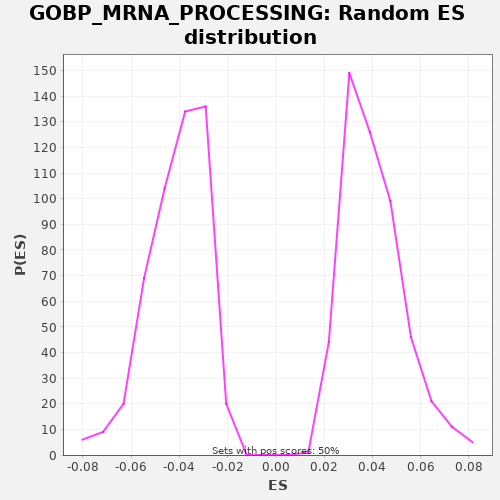 GOBP_MRNA_PROCESSING: Random ES
distribution
150
140
130
120
110
100
90
80
70
60
50
40
30
20
10
0
P(ES)
Sets with pos scores: 50%
-0.08 -0.06 -0.04 -0.02 0.00 0.02 0.04 0.06 0.08
ES